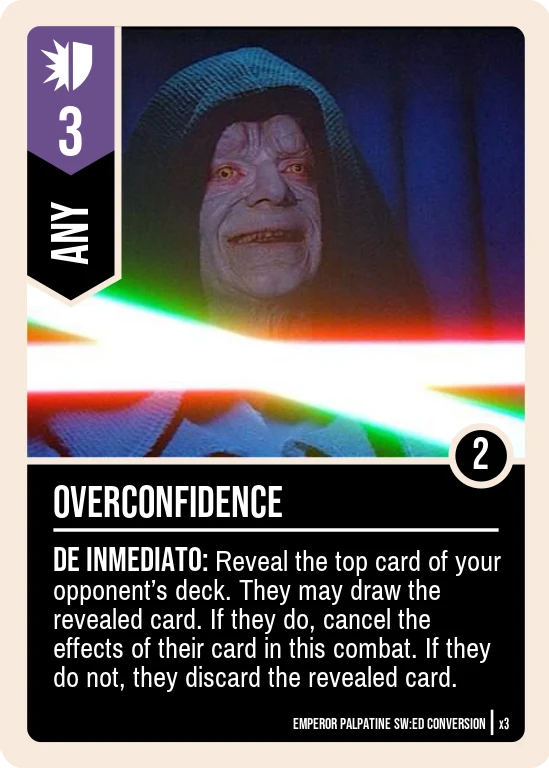 3
ANY
2
OVERCONFIDENCE
DE INMEDIATO: Reveal the top card of your
opponent’s deck. They may draw the
revealed card. If they do, cancel the
effects of their card in this combat. If they
do not, they discard the revealed card.
EMPEROR PALPATINE SW:ED CONVERSION | x3